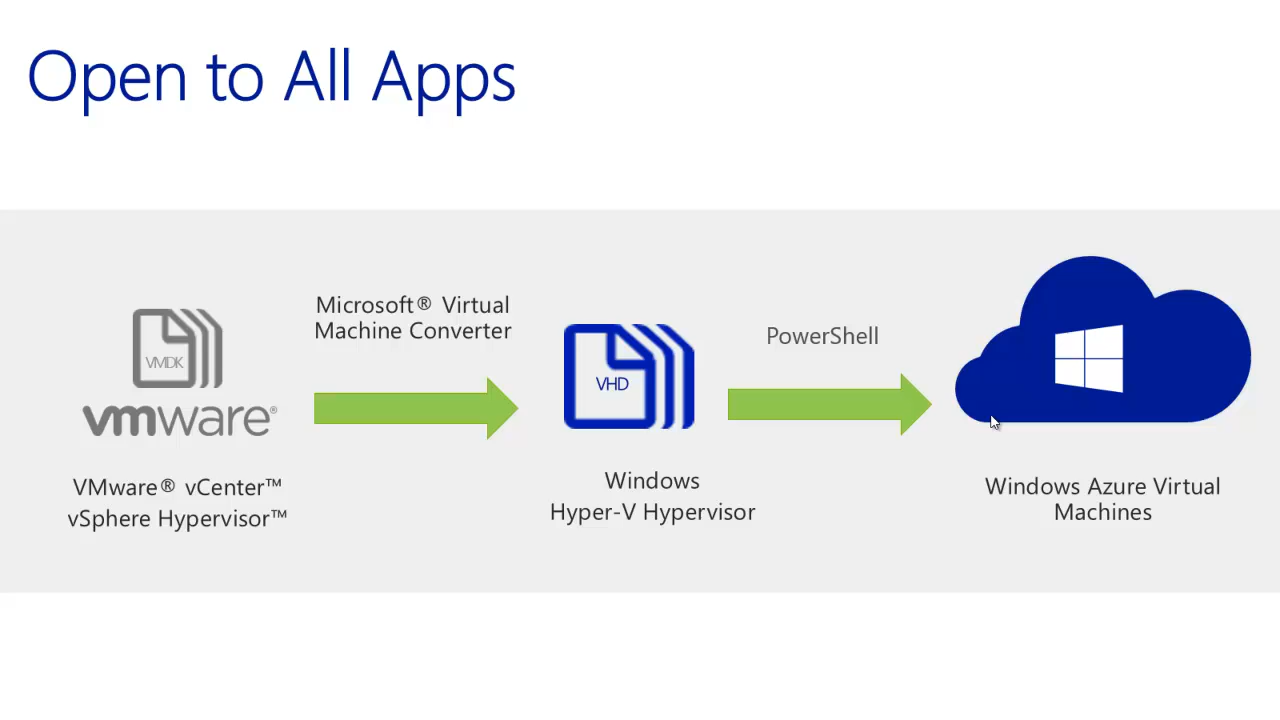 Open to All Apps
VMDK
vmware®
VMware® vCenter™
vSphere Hypervisor™
Microsoft® Virtual
Machine Converter
VHD
Windows
Hyper-V Hypervisor
PowerShell
Windows Azure Virtual
Machines